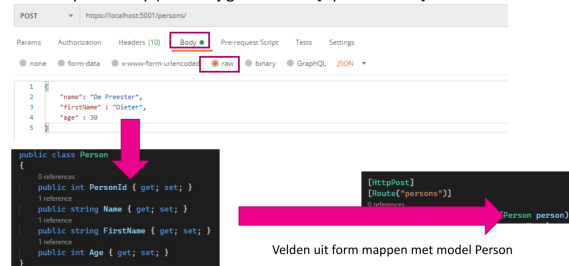 POST https://localhost:5001/persons/
Params Authorization Headers (10) Body Pre-request Script Tests Settings
none form-data x-www-form-urlencoded raw binary GraphQL JSON
1 {
2 "name": "De Preester",
3 "firstName" : "Dieter",
4 "age" : 30
5 }
public class Person
{
0 references
public int PersonId { get; set; }
1 reference
public string Name { get; set; }
1 reference
public string FirstName { get; set; }
1 reference
public int Age { get; set; }
}
[HttpPost]
[Route("persons")]
0 references
(Person person)
Velden uit form mappen met model Person